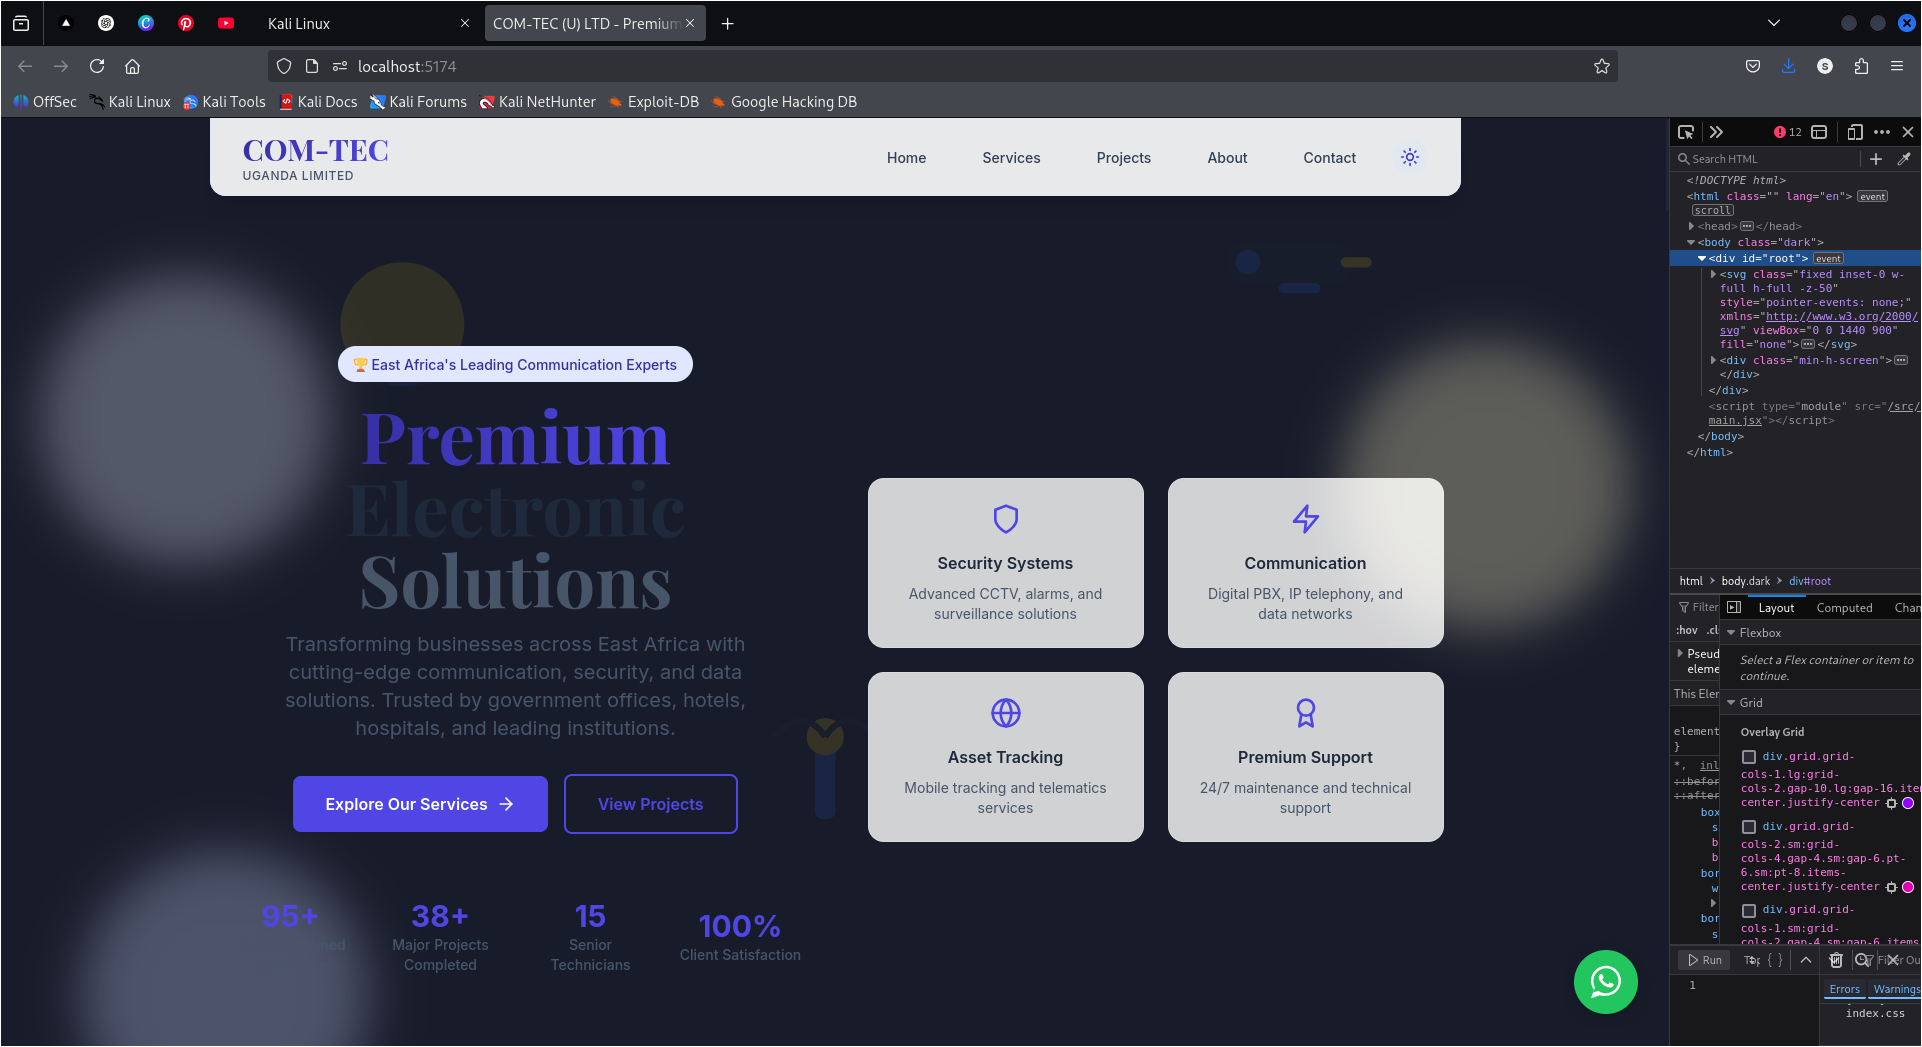 Kali Linux
COM-TEC (U) LTD - Premium
localhost:5174
S
OffSec
Kali Linux
Kali Tools
Kali Docs
Kali Forums
Kali NetHunter
Exploit-DB
Google Hacking DB
COM-TEC
UGANDA LIMITED
Home
Services
Projects
About
Contact
🏆 East Africa's Leading Communication Experts
Premium
Electronic
Solutions
Transforming businesses across East Africa with
cutting-edge communication, security, and data
solutions. Trusted by government offices, hotels,
hospitals, and leading institutions.
Explore Our Services
View Projects
95+
38+
Major Projects
Completed
15
Senior
Technicians
100%
Client Satisfaction
Security Systems
Advanced CCTV, alarms, and
surveillance solutions
Communication
Digital PBX, IP telephony, and
data networks
Asset Tracking
Mobile tracking and telematics
services
Premium Support
24/7 maintenance and technical
support
12
Search HTML
<!DOCTYPE html>
<html class="" lang="en"> event
scroll
<head> </head>
<body class="dark">
<div id="root"> event
<svg class="fixed inset-0 w-
full h-full -z-50"
style="pointer-events: none;"
xmlns="http://www.w3.org/2000/
svg" viewBox="0 0 1440 900"
fill="none"> </svg>
<div class="min-h-screen">
</div>
</div>
<script type="module" src="/src/
main.jsx"></script>
</body>
</html>
html > body.dark > div#root
Filter
:hov .cl
Pseud
eleme
This Eler
element
}
*, inl
::befor
::after
box
s
b
b
bor
w
bor
s
Layout
Computed
Chan
Flexbox
Select a Flex container or item to
continue.
Grid
Overlay Grid
div.grid.grid-
cols-1.lg:grid-
cols-2.gap-10.lg:gap-16.item
center.justify-center
div.grid.grid-
cols-2.sm:grid-
cols-4.gap-4.sm:gap-6.pt-
6.sm:pt-8.items-
center.justify-center
div.grid.grid-
cols-1.sm:grid-
cols-2.gap-4.sm:gap-6.items
Run
{ }
1
Errors
Warnings
index.css